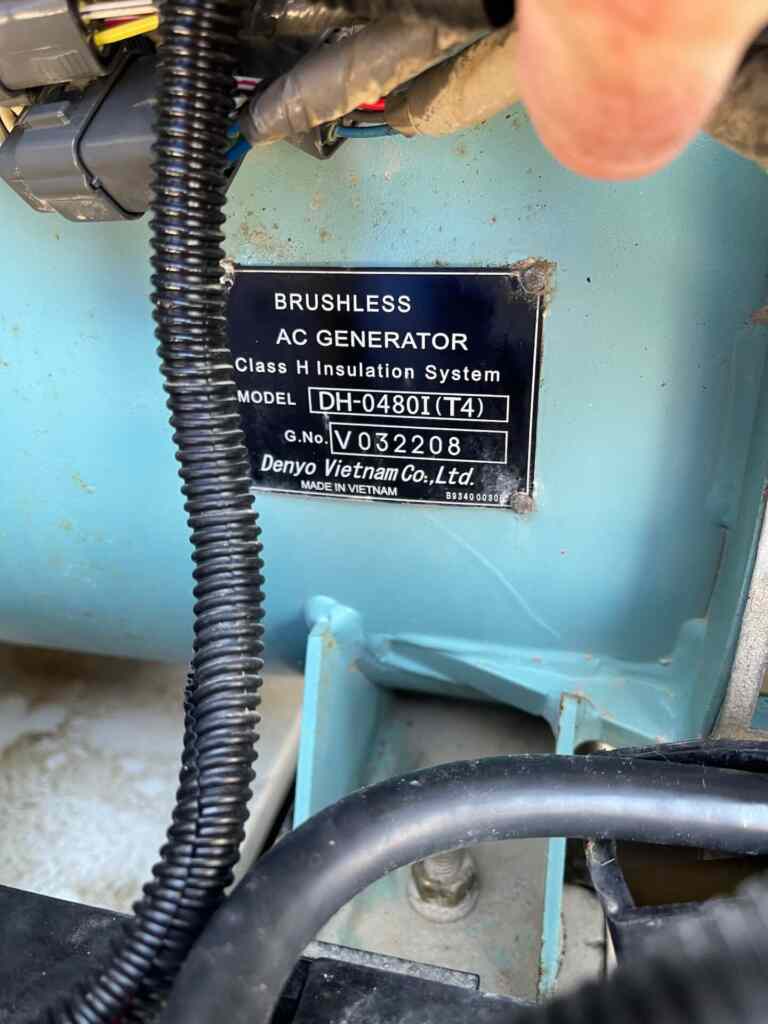 BRUSHLESS
AC GENERATOR
Class H Insulation System
MODEL DH-0480I(T4)
G.No. V032208
Denyo Vietnam Co.,Ltd.
MADE IN VIETNAM